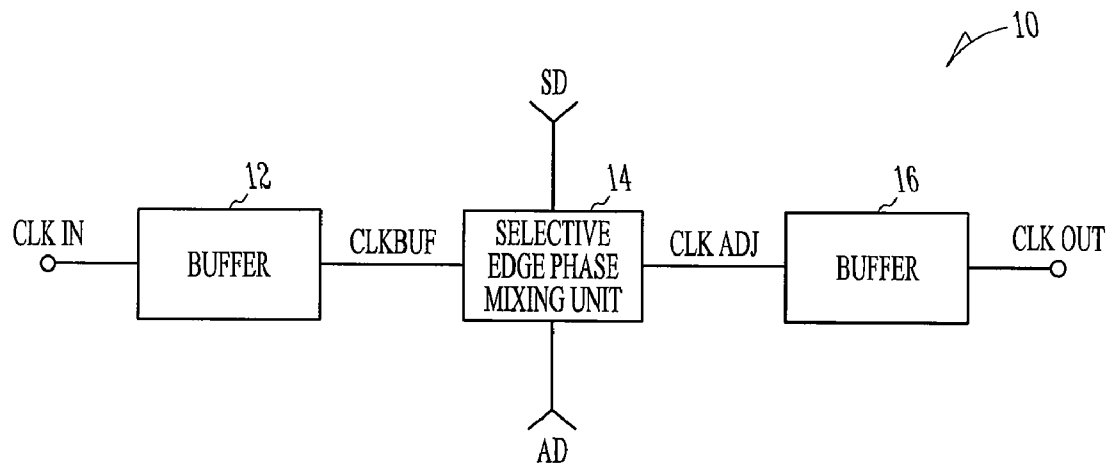 10
SD
12
14
16
CLK IN
BUFFER
CLKBUF
SELECTIVE
EDGE PHASE
MIXING UNIT
CLK ADJ
BUFFER
CLK OUT
AD